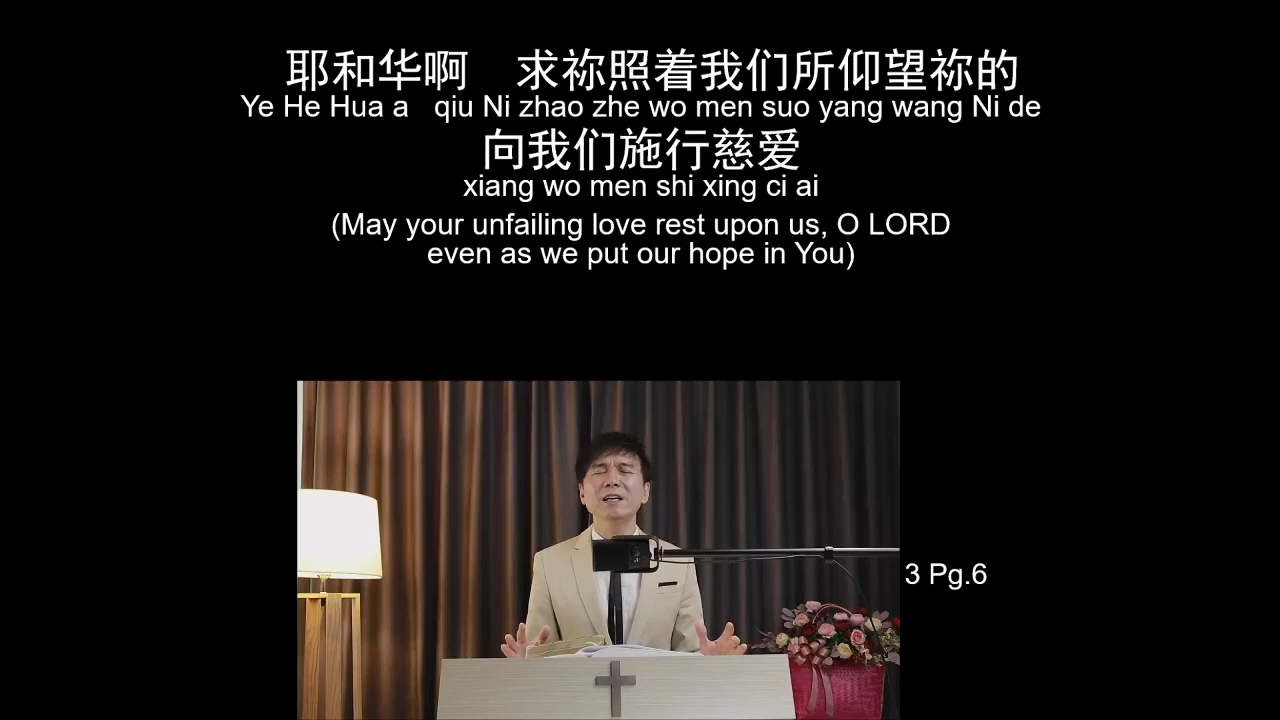 耶和华啊　求祢照着我们所仰望祢的
Ye He Hua a qiu Ni zhao zhe wo men suo yang wang Ni de
向我们施行慈爱
xiang wo men shi xing ci ai
(May your unfailing love rest upon us, O LORD
even as we put our hope in You)
3 Pg.6